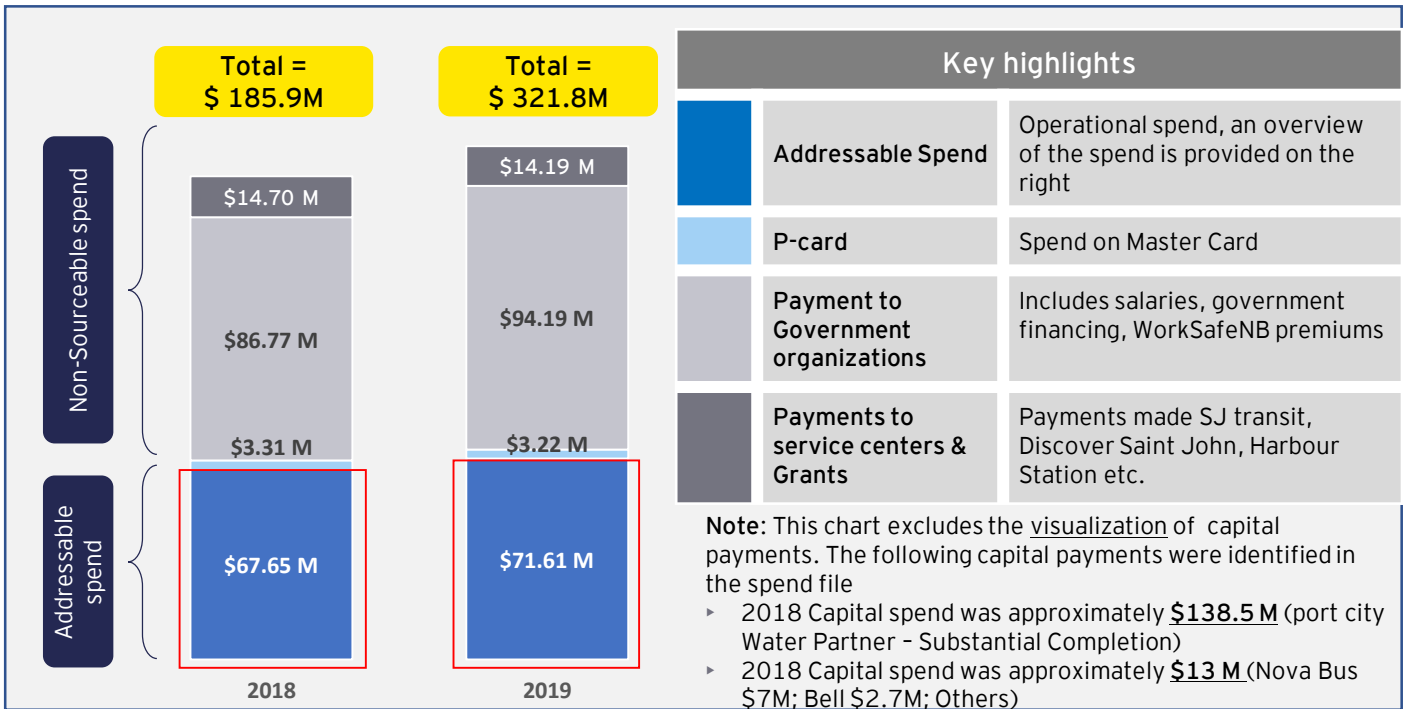 Total =
$ 185.9M
Total =
$ 321.8M
Non-Sourceable spend
Addressable
spend
$14.70 M
$86.77 M
$3.31 M
$67.65 M
2018
$14.19 M
$94.19 M
$3.22 M
$71.61 M
2019
Key highlights
Addressable Spend
Operational spend, an overview
of the spend is provided on the
right
P-card
Spend on Master Card
Payment to
Government
organizations
Includes salaries, government
financing, WorkSafeNB premiums
Payments to
service centers &
Grants
Payments made SJ transit,
Discover Saint John, Harbour
Station etc.
Note: This chart excludes the visualization of capital
payments. The following capital payments were identified in
the spend file
▸ 2018 Capital spend was approximately $138.5 M (port city
Water Partner – Substantial Completion)
▸ 2018 Capital spend was approximately $13 M (Nova Bus
$7M; Bell $2.7M; Others)